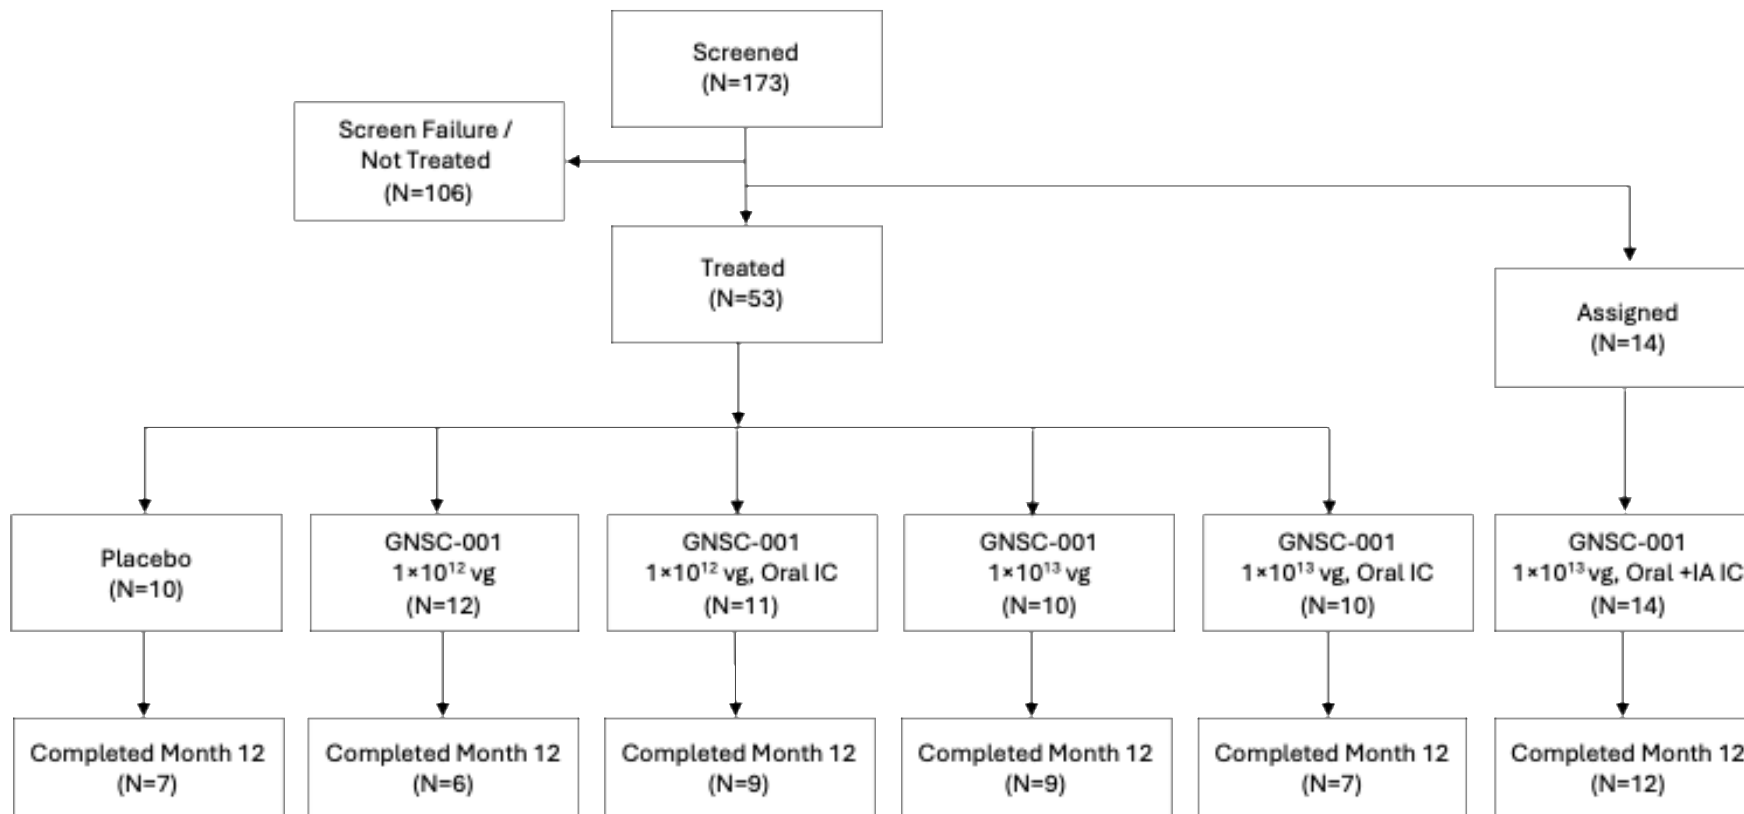 Screened
(N=173)
Screen Failure /
Not Treated
(N=106)
Treated
(N=53)
Assigned
(N=14)
Placebo
(N=10)
GNSC-001
1×10¹² vg
(N=12)
GNSC-001
1×10¹² vg, Oral IC
(N=11)
GNSC-001
1×10¹³ vg
(N=10)
GNSC-001
1×10¹³ vg, Oral IC
(N=10)
GNSC-001
1×10¹³ vg, Oral +IA IC
(N=14)
Completed Month 12
(N=7)
Completed Month 12
(N=6)
Completed Month 12
(N=9)
Completed Month 12
(N=9)
Completed Month 12
(N=7)
Completed Month 12
(N=12)